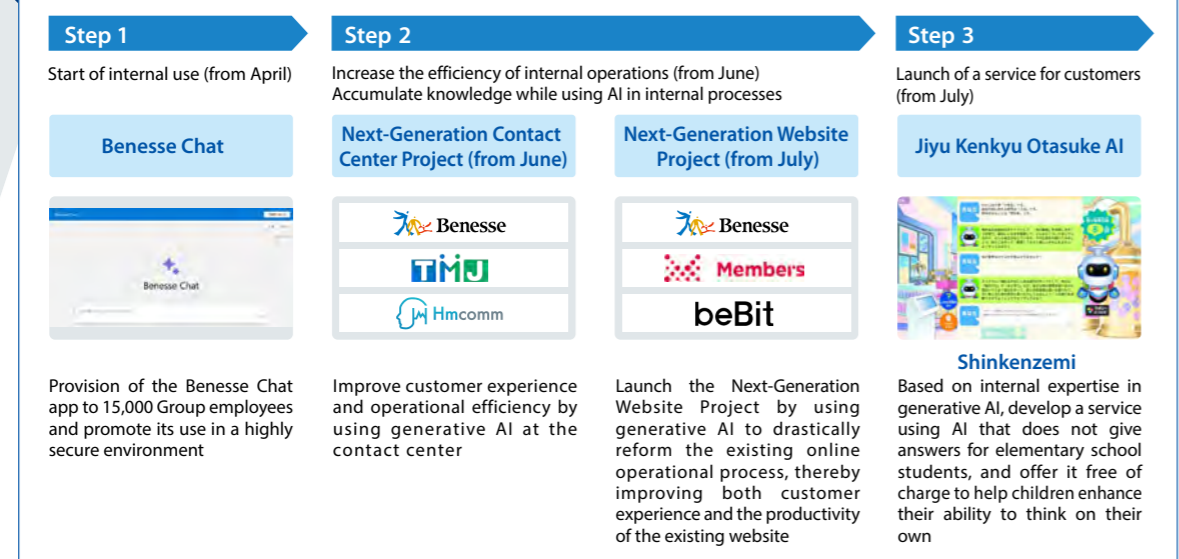 Step 1
Start of internal use (from April)
Benesse Chat
Benesse Chat
Provision of the Benesse Chat
app to 15,000 Group employees
and promote its use in a highly
secure environment
Step 2
Increase the efficiency of internal operations (from June)
Accumulate knowledge while using AI in internal processes
Next-Generation Contact
Center Project (from June)
Benesse
TMJ
Hmcomm
Improve customer experience
and operational efficiency by
using generative AI at the
contact center
Next-Generation Website
Project (from July)
Benesse
Members
beBit
Launch the Next-Generation
Website Project by using
generative AI to drastically
reform the existing online
operational process, thereby
improving both customer
experience and the productivity
of the existing website
Step 3
Launch of a service for customers
(from July)
Jiyu Kenkyu Otasuke AI
Shinkenzemi
Based on internal expertise in
generative AI, develop a service
using AI that does not give
answers for elementary school
students, and offer it free of
charge to help children enhance
their ability to think on their
own